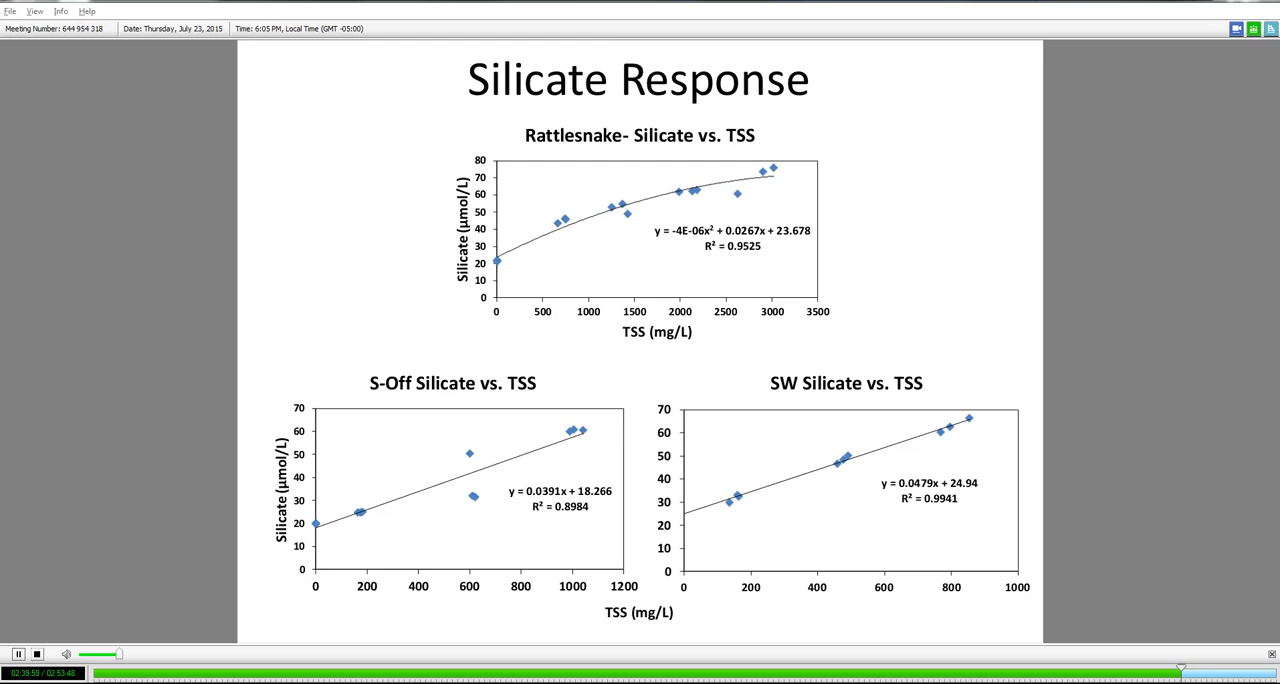 File View Info Help
Meeting Number: 644 954 318 Date: Thursday, July 23, 2015 Time: 6:05 PM, Local Time (GMT -05:00)
Silicate Response
Rattlesnake- Silicate vs. TSS
Silicate (µmol/L)
80
70
60
50
40
30
20
10
0
y = -4E-06x² + 0.0267x + 23.678
R² = 0.9525
0 500 1000 1500 2000 2500 3000 3500
TSS (mg/L)
S-Off Silicate vs. TSS
Silicate (µmol/L)
70
60
50
40
30
20
10
0
y = 0.0391x + 18.266
R² = 0.8984
0 200 400 600 800 1000 1200
SW Silicate vs. TSS
70
60
50
40
30
20
10
0
y = 0.0479x + 24.94
R² = 0.9941
0 200 400 600 800 1000
TSS (mg/L)
02:39:59 / 02:53:48